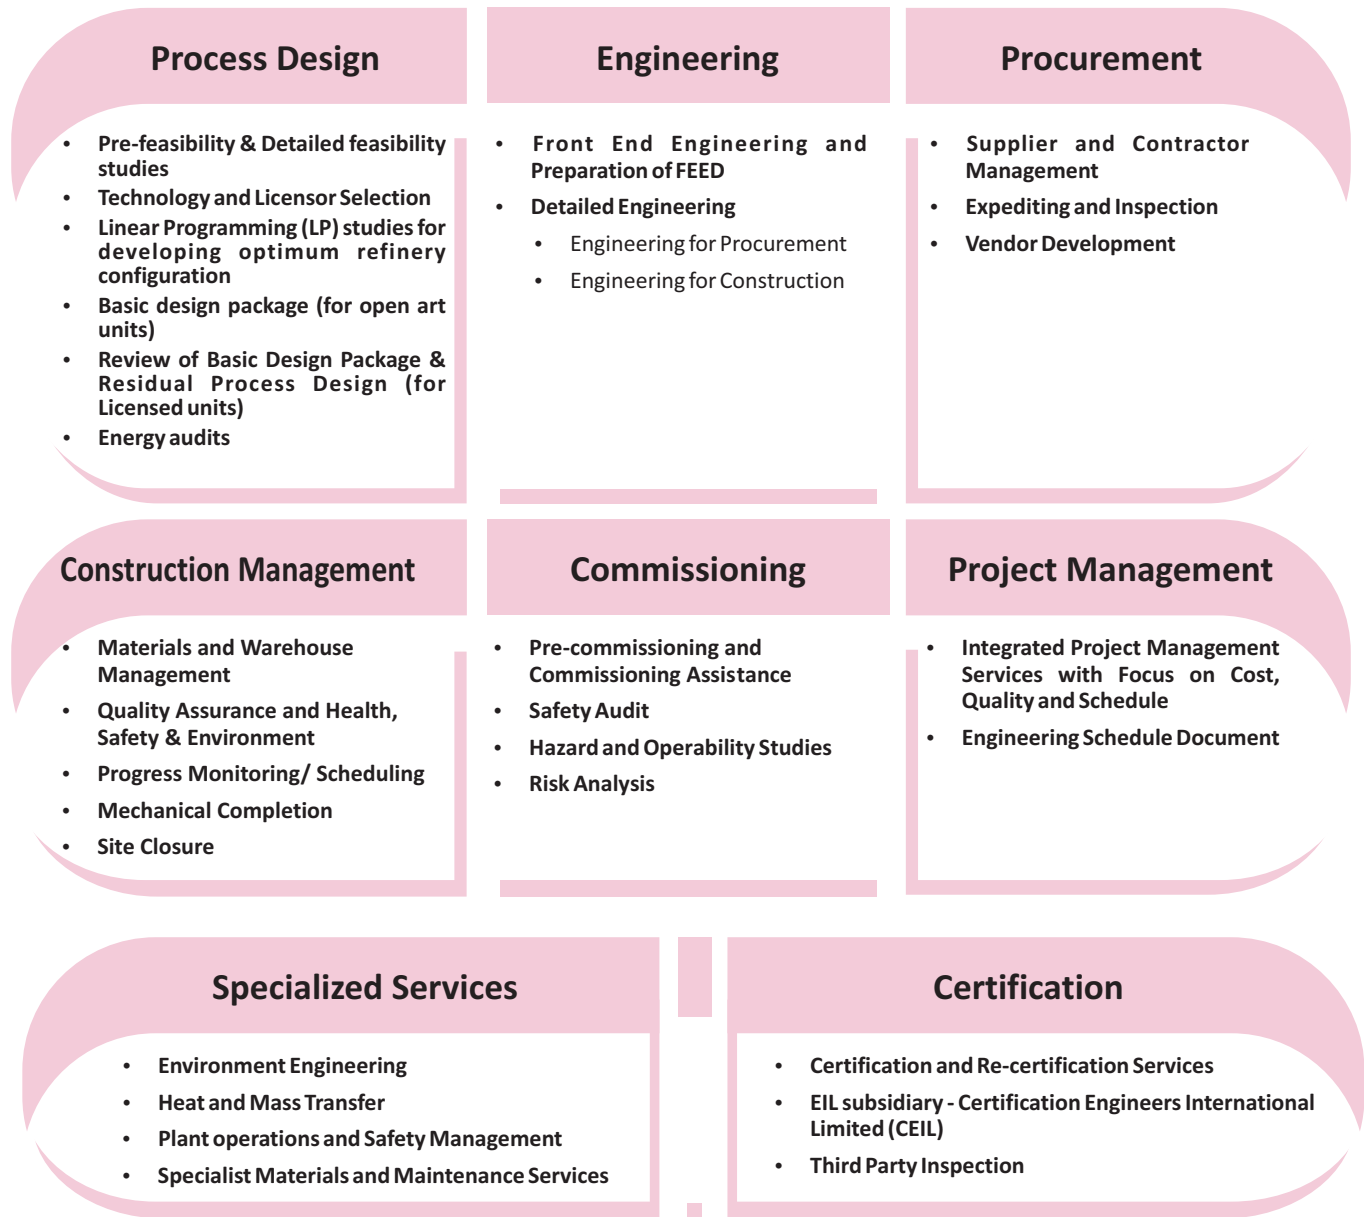 Process Design
• Pre-feasibility & Detailed feasibility
studies
• Technology and Licensor Selection
• Linear Programming (LP) studies for
developing optimum refinery
configuration
• Basic design package (for open art
units)
• Review of Basic Design Package &
Residual Process Design (for
Licensed units)
• Energy audits
Engineering
• Front End Engineering and
Preparation of FEED
• Detailed Engineering
• Engineering for Procurement
• Engineering for Construction
Procurement
• Supplier and Contractor
Management
• Expediting and Inspection
• Vendor Development
Construction Management
• Materials and Warehouse
Management
• Quality Assurance and Health,
Safety & Environment
• Progress Monitoring/ Scheduling
• Mechanical Completion
• Site Closure
Commissioning
• Pre-commissioning and
Commissioning Assistance
• Safety Audit
• Hazard and Operability Studies
• Risk Analysis
Project Management
• Integrated Project Management
Services with Focus on Cost,
Quality and Schedule
• Engineering Schedule Document
Specialized Services
• Environment Engineering
• Heat and Mass Transfer
• Plant operations and Safety Management
• Specialist Materials and Maintenance Services
Certification
• Certification and Re-certification Services
• EIL subsidiary - Certification Engineers International
Limited (CEIL)
• Third Party Inspection